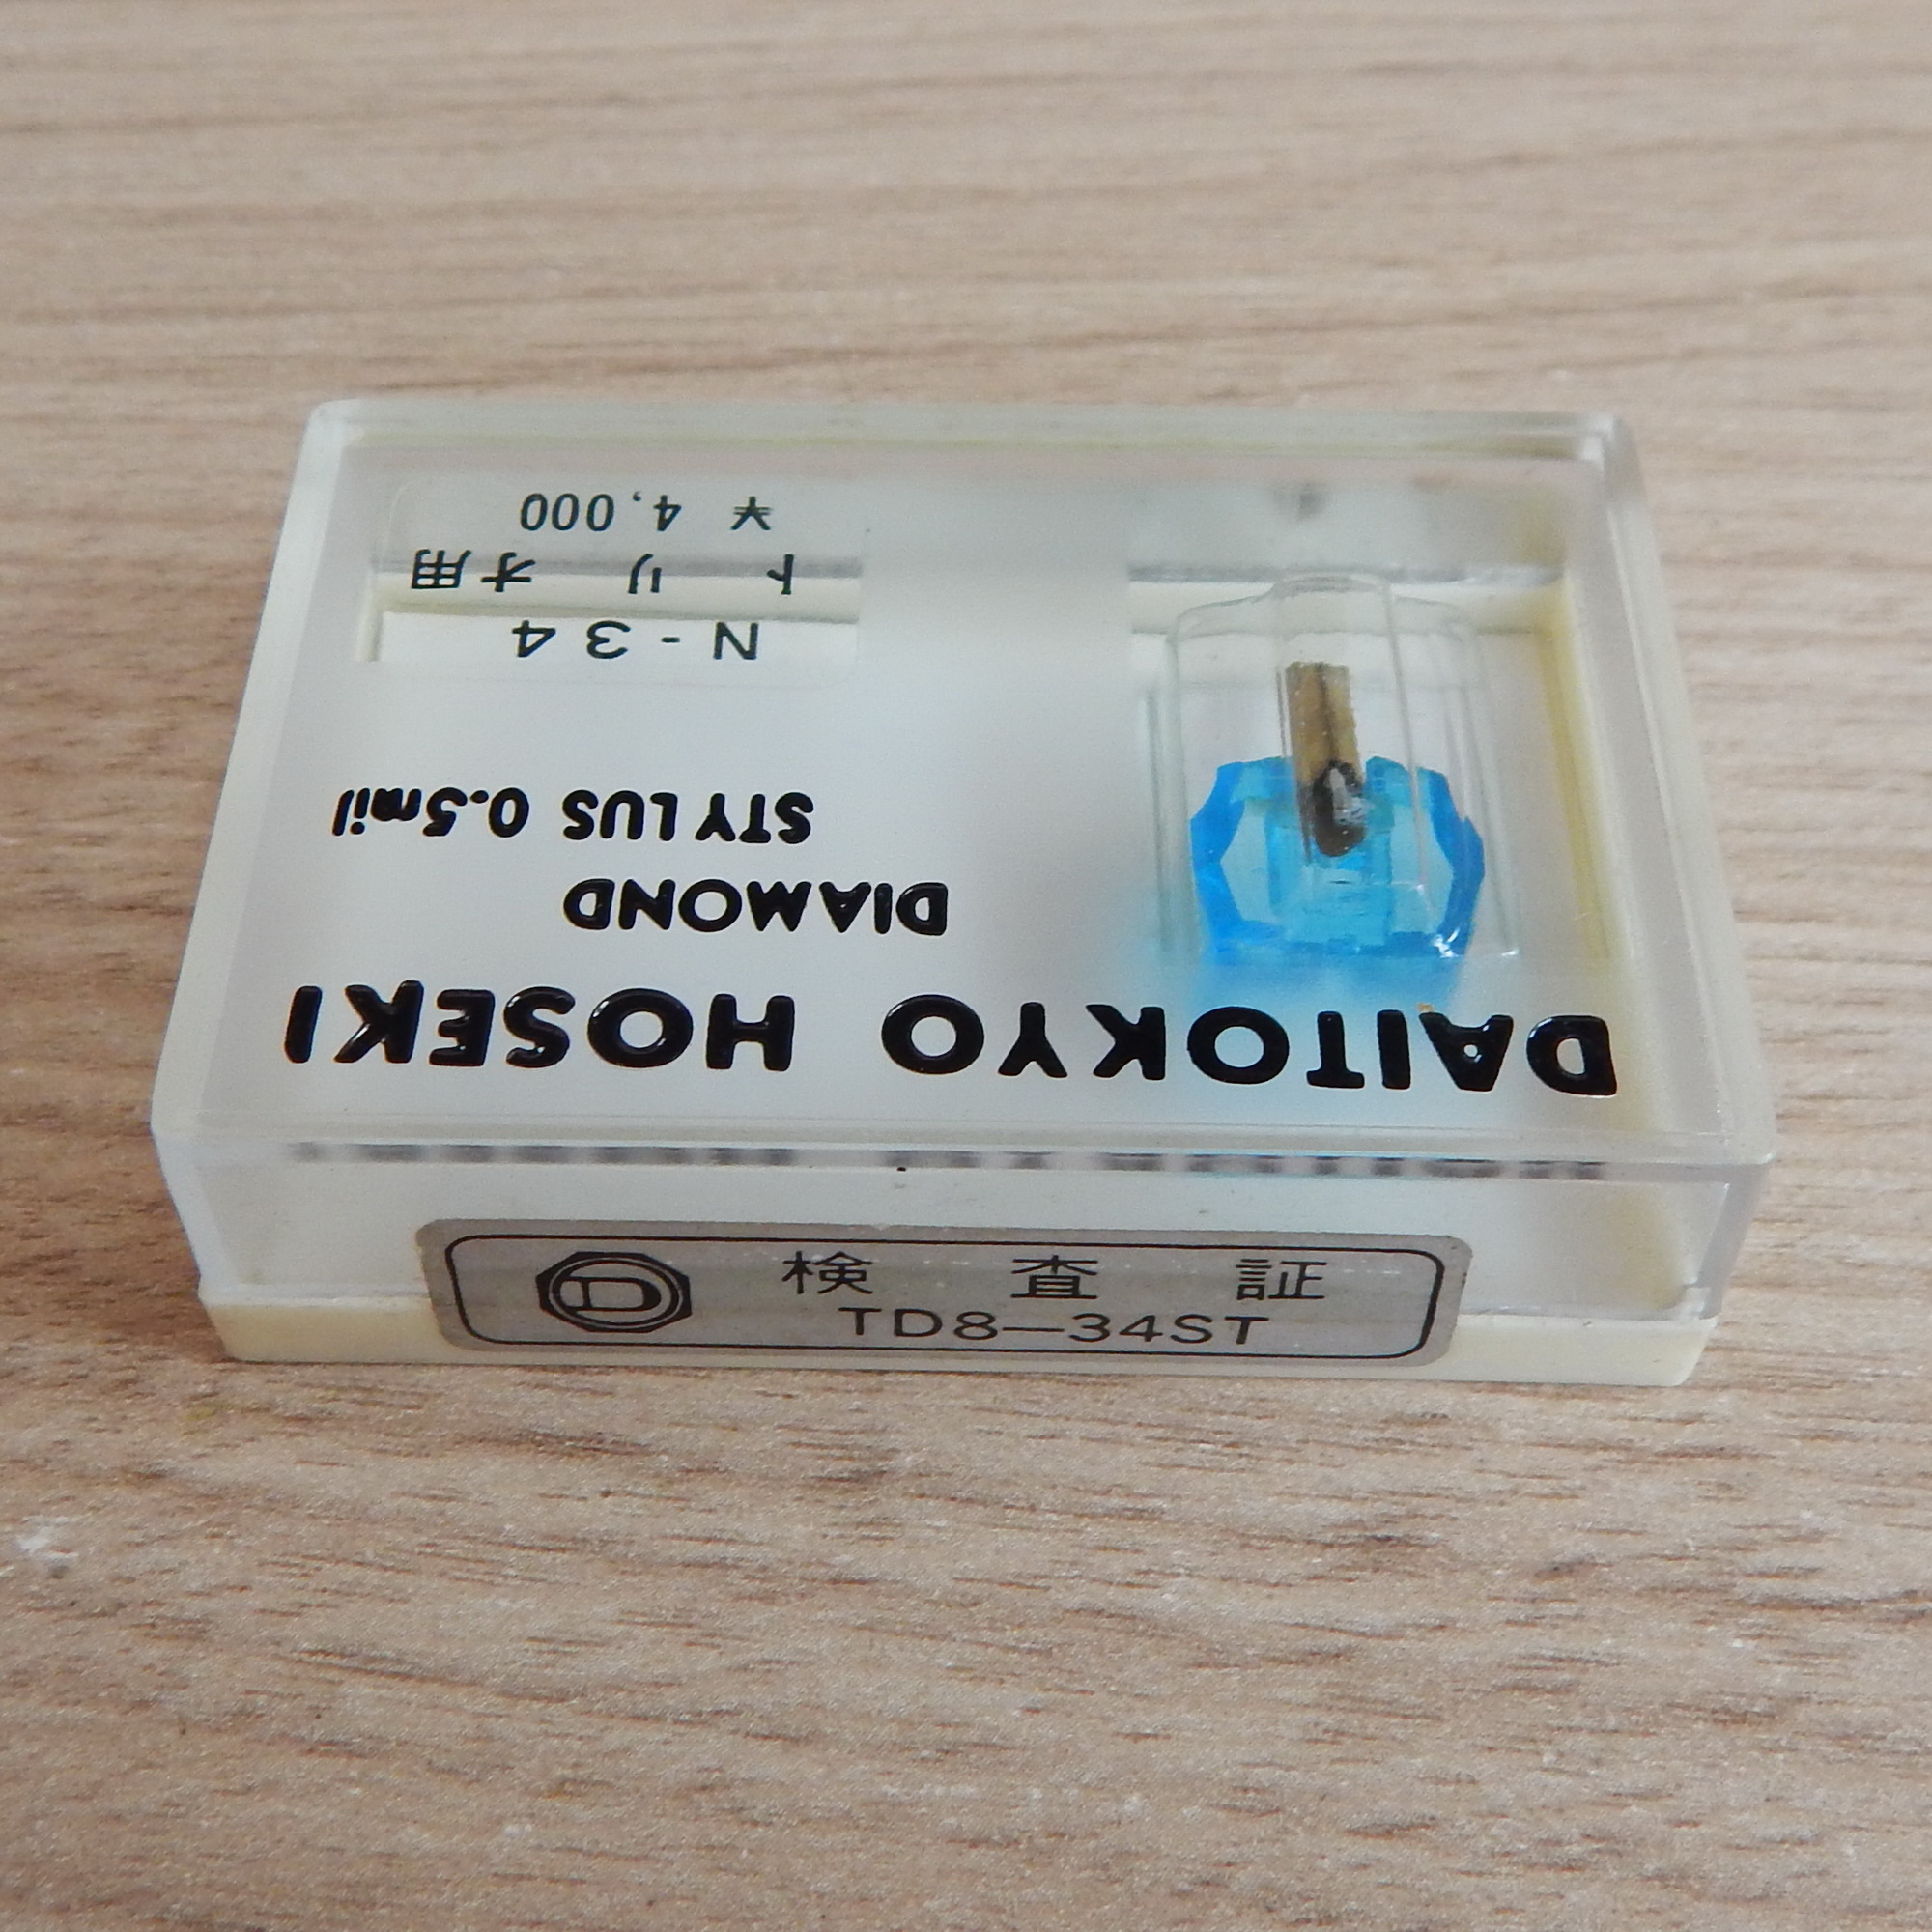 DAITOKYO HOSEKI
DIAMOND
STYLUS 0.5mil
N-34
トリオ用
¥4,000
D 検査証
TD8-34ST